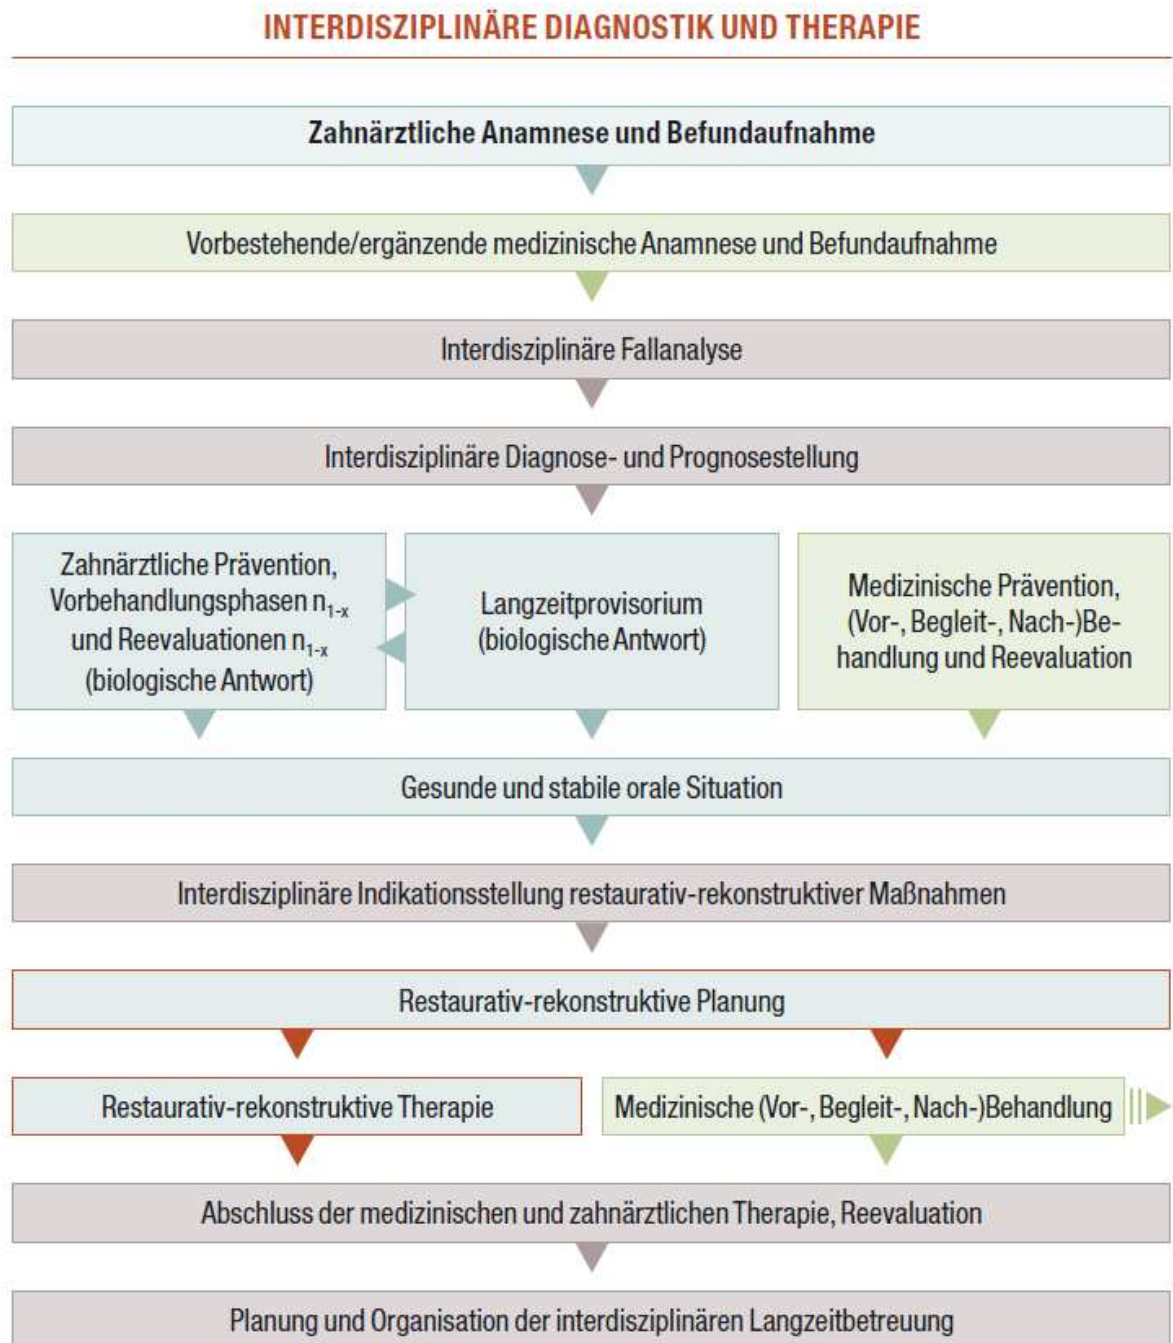 INTERDISZIPLINÄRE DIAGNOSTIK UND THERAPIE
Zahnärztliche Anamnese und Befundaufnahme
Vorbestehende/ergänzende medizinische Anamnese und Befundaufnahme
Interdisziplinäre Fallanalyse
Interdisziplinäre Diagnose- und Prognosestellung
Zahnärztliche Prävention,
Vorbehandlungsphasen n₁₋ₓ
und Reevaluationen n₁₋ₓ
(biologische Antwort)
Langzeitprovisorium
(biologische Antwort)
Medizinische Prävention,
(Vor-, Begleit-, Nach-)Be-
handlung und Reevaluation
Gesunde und stabile orale Situation
Interdisziplinäre Indikationsstellung restaurativ-rekonstruktiver Maßnahmen
Restaurativ-rekonstruktive Planung
Restaurativ-rekonstruktive Therapie
Medizinische (Vor-, Begleit-, Nach-)Behandlung
Abschluss der medizinischen und zahnärztlichen Therapie, Reevaluation
Planung und Organisation der interdisziplinären Langzeitbetreuung